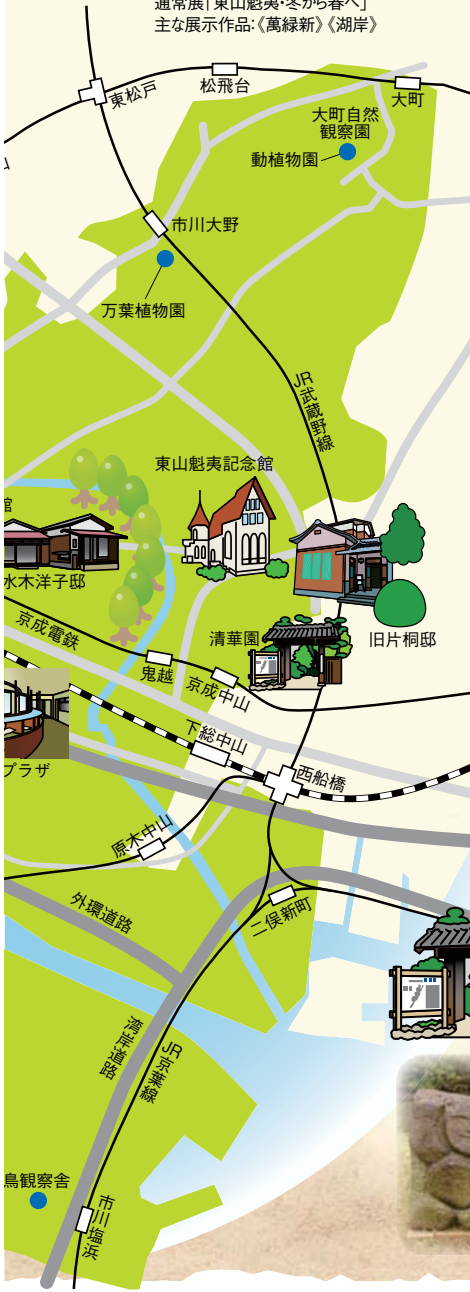 通常展「東山魁夷・冬から春へ」
主な展示作品:《萬緑新》《湖岸》
東松戸
松飛台
大町
大町自然
観察園
動植物園
山
市川大野
万葉植物園
JR武蔵野線
東山魁夷記念館
館
水木洋子邸
旧片桐邸
清華園
京成電鉄
鬼越
京成中山
プラザ
下総中山
西船橋
原木中山
外環道路
二俣新町
湾岸道路
JR京葉線
鳥観察舎
市川塩浜